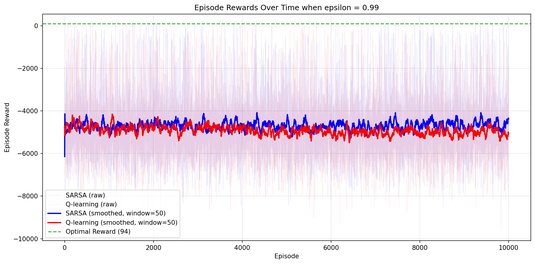 Episode Rewards Over Time when epsilon = 0.99
Episode Reward
0
−2000
−4000
−6000
−8000
−10000
SARSA (raw)
Q-learning (raw)
SARSA (smoothed, window=50)
Q-learning (smoothed, window=50)
Optimal Reward (94)
0
2000
4000
6000
8000
10000
Episode